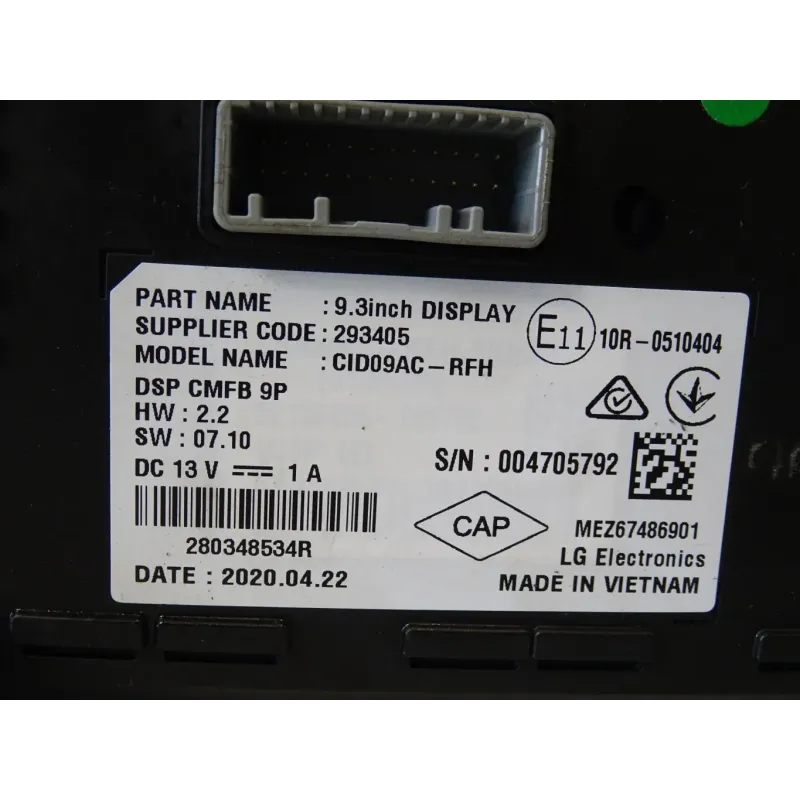 PART NAME : 9.3inch DISPLAY
SUPPLIER CODE : 293405
MODEL NAME : CID09AC-RFH
E11 10R-0510404
DSP CMFB 9P
HW : 2.2
SW : 07.10
DC 13 V 1 A
S/N : 004705792
280348534R
DATE : 2020.04.22
CAP
MEZ67486901
LG Electronics
MADE IN VIETNAM